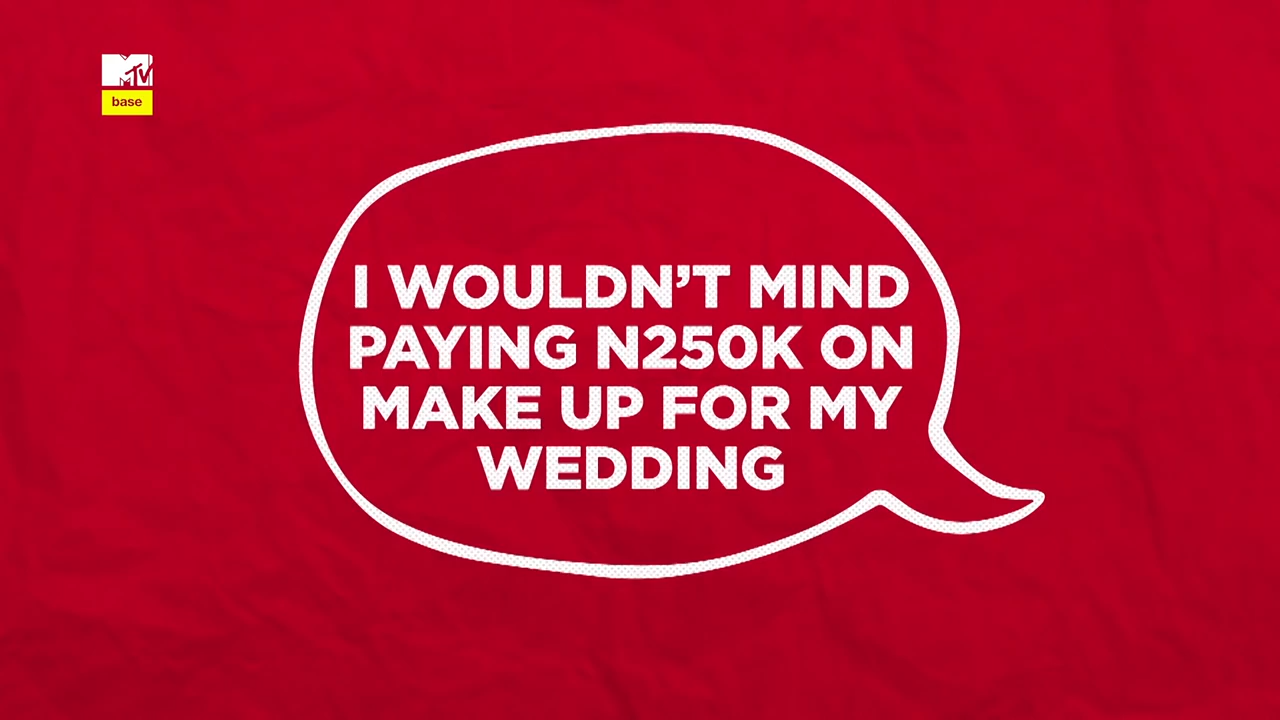 MTV
base
I WOULDN'T MIND
PAYING N250K ON
MAKE UP FOR MY
WEDDING